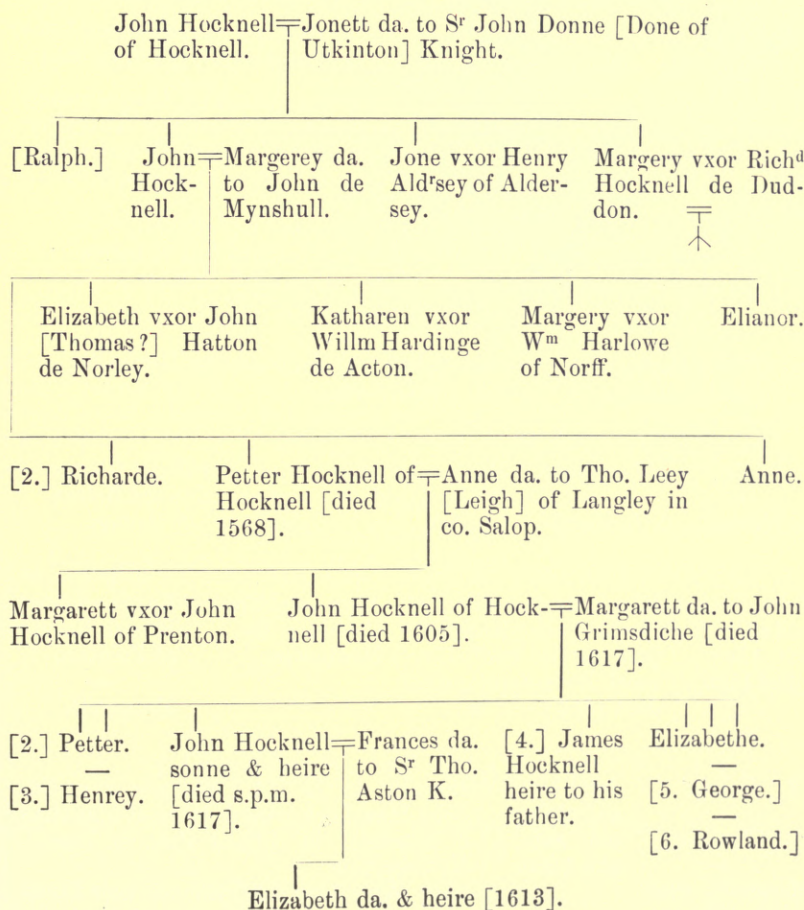 John Hocknell=Jonett da. to Sʳ John Donne [Done of
of Hocknell. Utkinton] Knight.
[Ralph.]
John=Margerey da.
Hock- to John de
nell. Mynshull.
Jone vxor Henry
Aldʳsey of Alder-
sey.
Margery vxor Richᵈ
Hocknell de Dud-
don.
Elizabeth vxor John
[Thomas?] Hatton
de Norley.
Katharen vxor
Willm Hardinge
de Acton.
Margery vxor
Wᵐ Harlowe
of Norff.
Elianor.
[2.] Richarde.
Petter Hocknell of=Anne da. to Tho. Leey
Hocknell [died [Leigh] of Langley in
1568]. co. Salop.
Anne.
Margarett vxor John
Hocknell of Prenton.
John Hocknell of Hock-=Margarett da. to John
nell [died 1605]. Grimsdiche [died
1617].
[2.] Petter.
—
[3.] Henrey.
John Hocknell=Frances da.
sonne & heire to Sʳ Tho.
[died s.p.m. Aston K.
1617].
[4.] James
Hocknell
heire to his
father.
Elizabethe.
—
[5. George.]
—
[6. Rowland.]
Elizabeth da. & heire [1613].